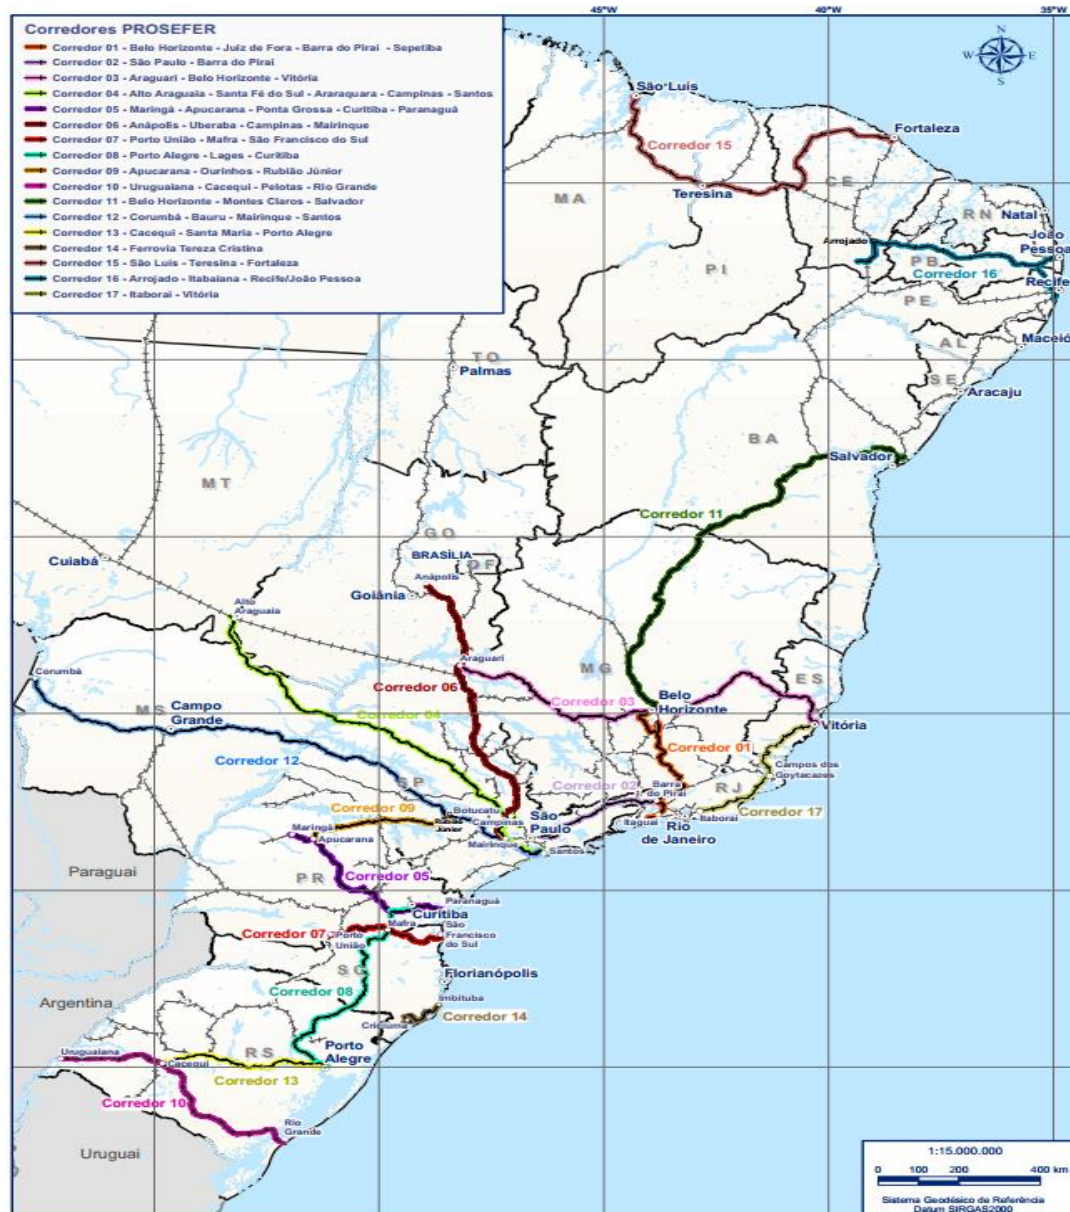 45°W
40°W
35°W
Corredores PROSEFER
Corredor 01 - Belo Horizonte - Juiz de Fora - Barra do Piraí - Sepetiba
Corredor 02 - São Paulo - Barra do Piraí
Corredor 03 - Araguari - Belo Horizonte - Vitória
Corredor 04 - Alto Araguaia - Santa Fé do Sul - Araraquara - Campinas - Santos
Corredor 05 - Maringá - Apucarana - Ponta Grossa - Curitiba - Paranaguá
Corredor 06 - Anápolis - Uberaba - Campinas - Mairinque
Corredor 07 - Porto União - Mafra - São Francisco do Sul
Corredor 08 - Porto Alegre - Lages - Curitiba
Corredor 09 - Apucarana - Ourinhos - Rubião Júnior
Corredor 10 - Uruguaiana - Cacequi - Pelotas - Rio Grande
Corredor 11 - Belo Horizonte - Montes Claros - Salvador
Corredor 12 - Corumbá - Bauru - Mairinque - Santos
Corredor 13 - Cacequi - Santa Maria - Porto Alegre
Corredor 14 - Ferrovia Tereza Cristina
Corredor 15 - São Luis - Teresina - Fortaleza
Corredor 16 - Arrojado - Itabaiana - Recife/João Pessoa
Corredor 17 - Itaboraí - Vitória
N
W
E
S
São Luís
Fortaleza
Corredor 15
Teresina
CE
MA
RN
Natal
João
Pessoa
Arrojado
PB
Corredor 16
PI
Recife
PE
Maceió
AL
TO
Palmas
SE
Aracaju
BA
Salvador
MT
Corredor 11
GO
BRASÍLIA
DF
Cuiabá
Anápolis
Goiânia
Alto
Araguaia
Araguari
MG
ES
Corumbá
Corredor 06
Corredor 03
Belo
Horizonte
MS
Campo
Grande
Corredor 04
Vitória
Corredor 01
Corredor 12
Campos dos
Goytacazes
SP
Corredor 02
Barra
do Piraí
RJ
Corredor 09
Botucatu
Campinas
São
Paulo
Corredor 17
Itaboraí
Itaguaí
Rio
de Janeiro
Maringá
Apucarana
Rubião
Júnior
Mairinque
Santos
Paraguai
PR
Corredor 05
Paranaguá
Curitiba
Mafra
São
Francisco
do Sul
Corredor 07
Porto
União
SC
Florianópolis
Corredor 08
Argentina
Imbituba
Criciúma
Corredor 14
Porto
Alegre
Uruguaiana
RS
Cacequi
Corredor 13
Corredor 10
Rio
Grande
Uruguai
1:15.000.000
0 100 200 400 km
Sistema Geodésico de Referência
Datum SIRGAS2000